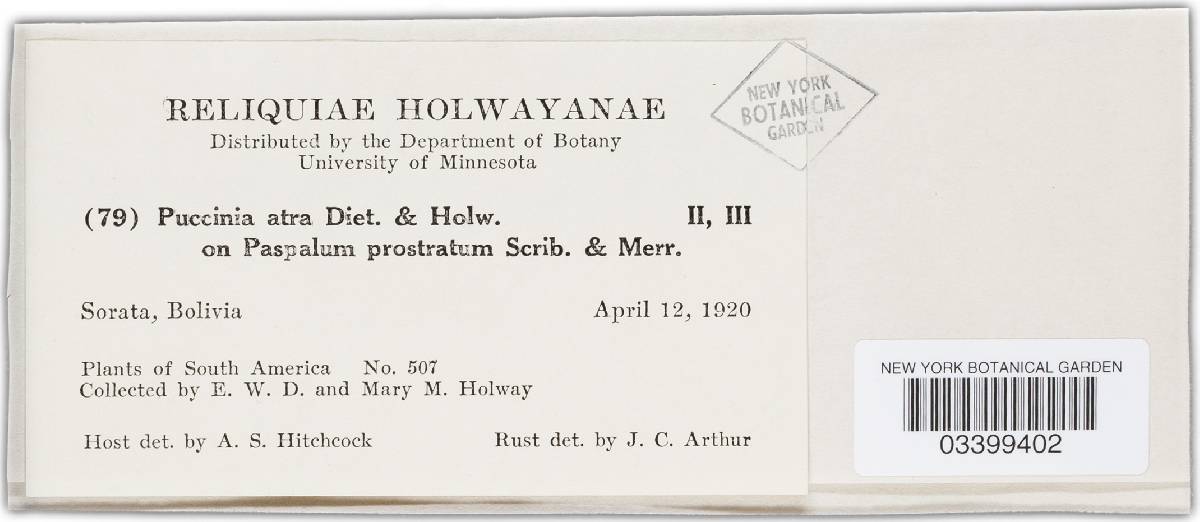 RELIQUIAE HOLWAYANAE
Distributed by the Department of Botany
University of Minnesota
(79) Puccinia atra Diet. & Holw. II, III
on Paspalum prostratum Scrib. & Merr.
Sorata, Bolivia April 12, 1920
Plants of South America No. 507
Collected by E. W. D. and Mary M. Holway
Host det. by A. S. Hitchcock Rust det. by J. C. Arthur
NEW YORK
BOTANICAL
GARDEN
NEW YORK BOTANICAL GARDEN
03399402